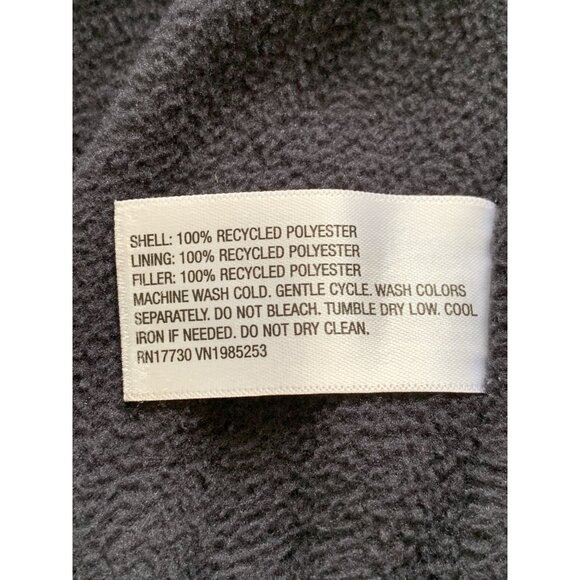 SHELL: 100% RECYCLED POLYESTER
LINING: 100% RECYCLED POLYESTER
FILLER: 100% RECYCLED POLYESTER
MACHINE WASH COLD. GENTLE CYCLE. WASH COLORS
SEPARATELY. DO NOT BLEACH. TUMBLE DRY LOW. COOL
IRON IF NEEDED. DO NOT DRY CLEAN.
RN17730 VN1985253